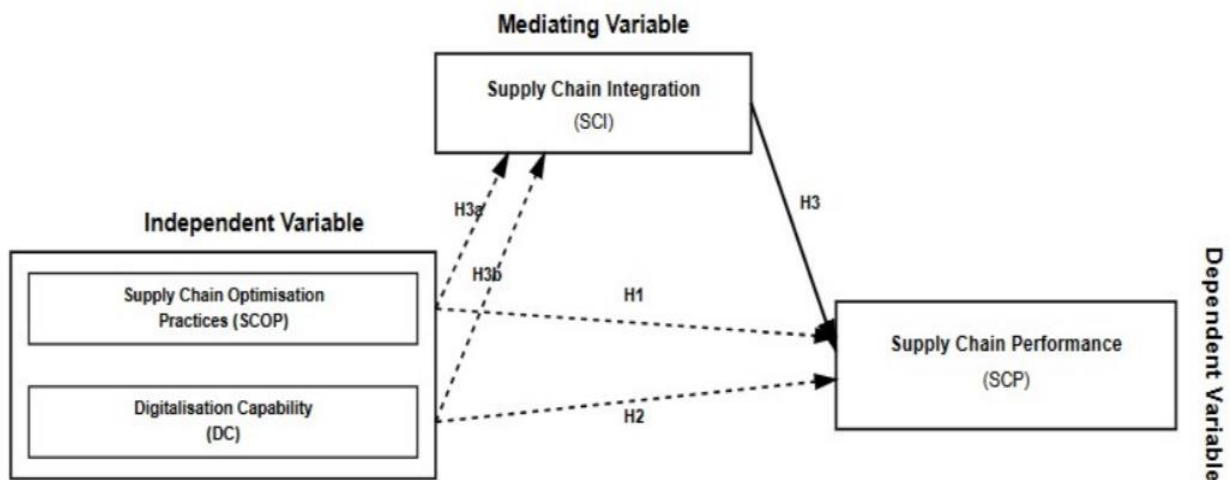 Mediating Variable
Supply Chain Integration
(SCI)
H3a
H3b
H3
Independent Variable
Supply Chain Optimisation
Practices (SCOP)
Digitalisation Capability
(DC)
H1
H2
Supply Chain Performance
(SCP)
Dependent Variable